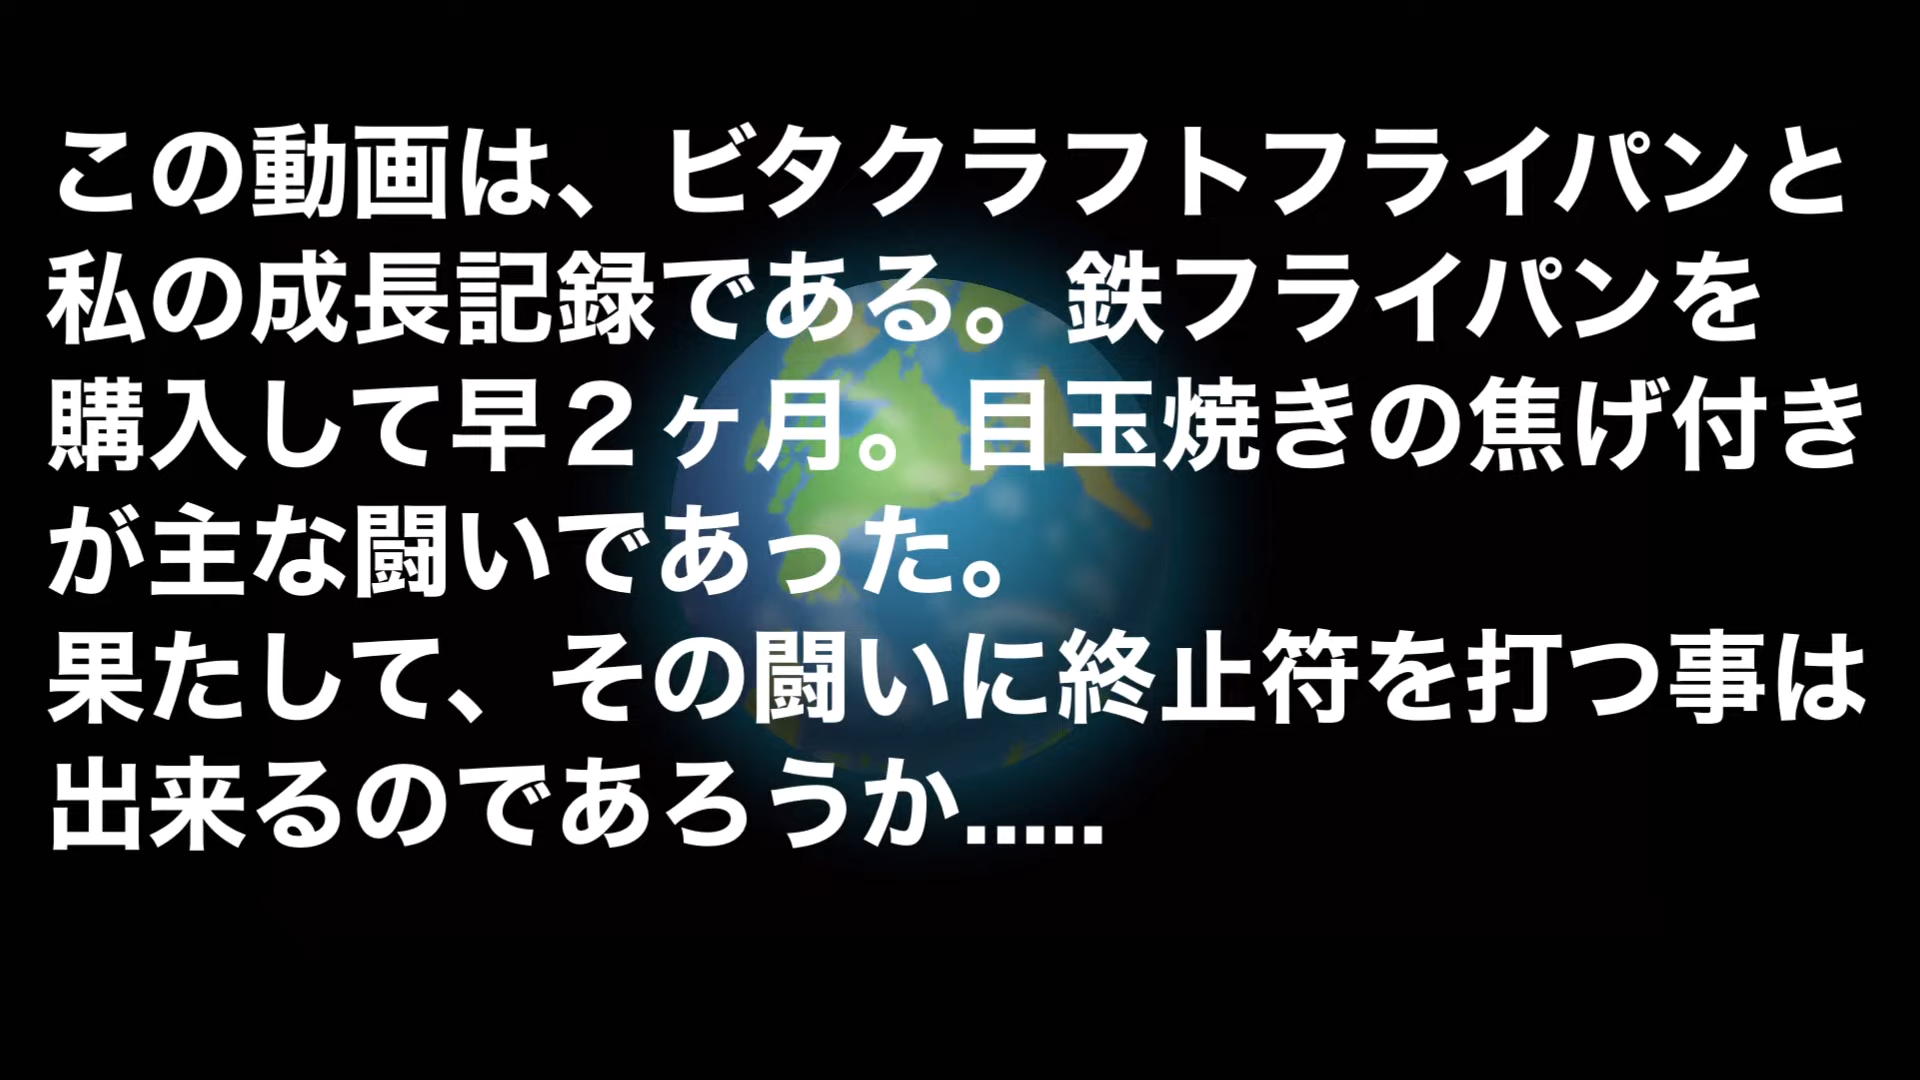 この動画は、ビタクラフトフライパンと
私の成長記録である。鉄フライパンを
購入して早２ヶ月。目玉焼きの焦げ付き
が主な闘いであった。
果たして、その闘いに終止符を打つ事は
出来るのであろうか.....